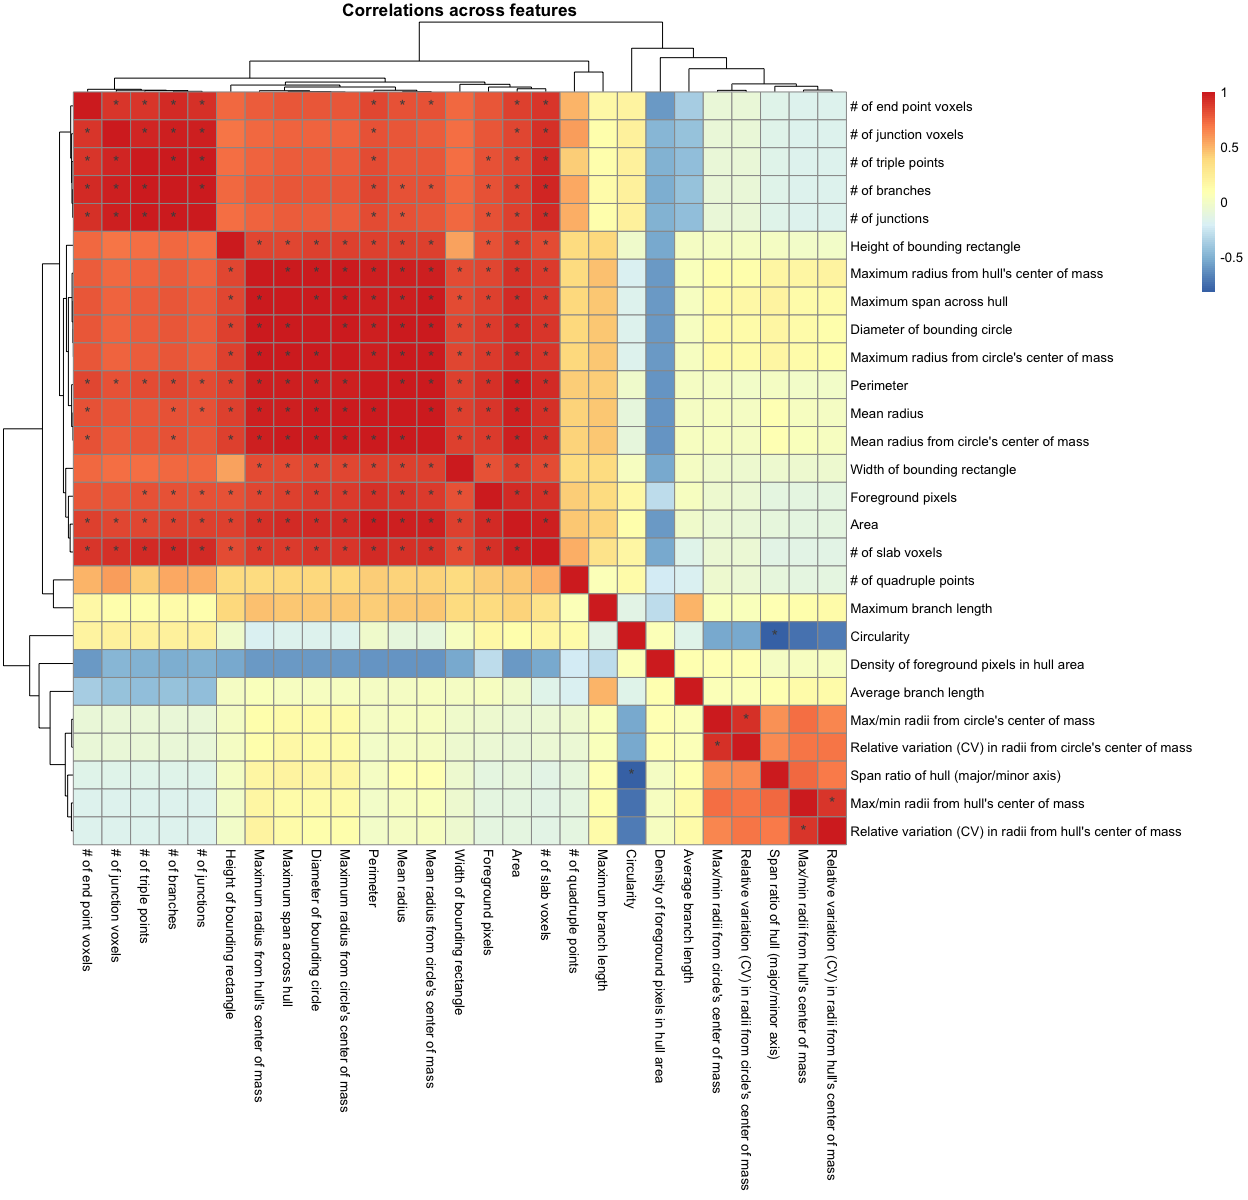 Correlations across features
1
0.5
0
-0.5
# of end point voxels
# of junction voxels
# of triple points
# of branches
# of junctions
Height of bounding rectangle
Maximum radius from hull's center of mass
Maximum span across hull
Diameter of bounding circle
Maximum radius from circle's center of mass
Perimeter
Mean radius
Mean radius from circle's center of mass
Width of bounding rectangle
Foreground pixels
Area
# of slab voxels
# of quadruple points
Maximum branch length
Circularity
Density of foreground pixels in hull area
Average branch length
Max/min radii from circle's center of mass
Relative variation (CV) in radii from circle's center of mass
Span ratio of hull (major/minor axis)
Max/min radii from hull's center of mass
Relative variation (CV) in radii from hull's center of mass
# of end point voxels
# of junction voxels
# of triple points
# of branches
# of junctions
Height of bounding rectangle
Maximum radius from hull's center of mass
Maximum span across hull
Diameter of bounding circle
Maximum radius from circle's center of mass
Perimeter
Mean radius
Mean radius from circle's center of mass
Width of bounding rectangle
Foreground pixels
Area
# of slab voxels
# of quadruple points
Maximum branch length
Circularity
Density of foreground pixels in hull area
Average branch length
Max/min radii from circle's center of mass
Relative variation (CV) in radii from circle's center of mass
Span ratio of hull (major/minor axis)
Max/min radii from hull's center of mass
Relative variation (CV) in radii from hull's center of mass